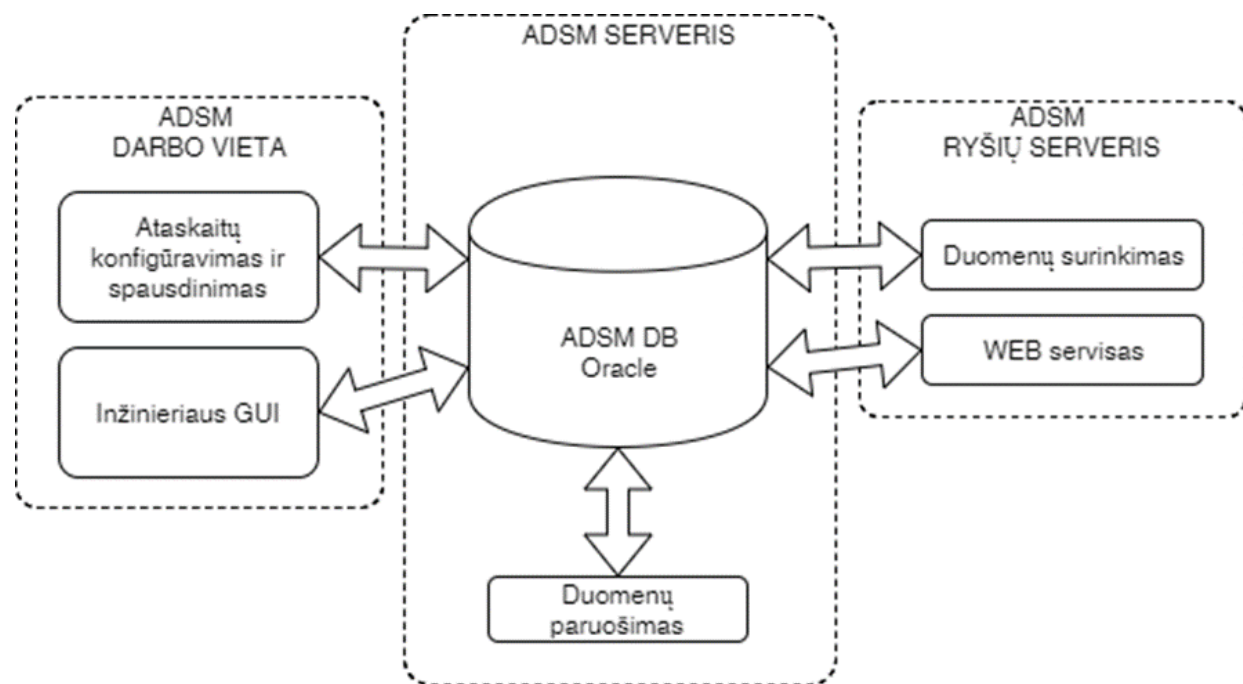 ADSM SERVERIS
ADSM
DARBO VIETA
Ataskaitų
konfigūravimas ir
spausdinimas
Inžinieriaus GUI
ADSM DB
Oracle
Duomenų
paruošimas
ADSM
RYŠIŲ SERVERIS
Duomenų surinkimas
WEB servisas